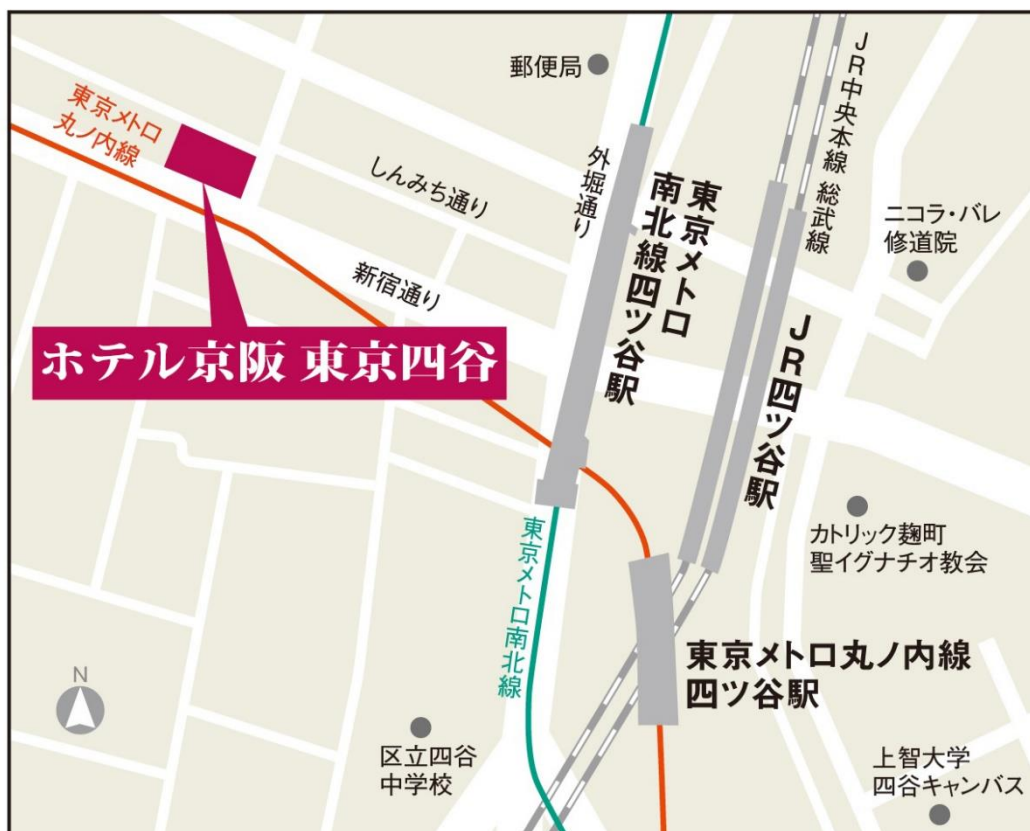 郵便局
東京メトロ
丸ノ内線
しんみち通り
外堀通り
東京メトロ
南北線四ツ谷駅
JR中央本線 総武線
ニコラ・バレ
修道院
新宿通り
ホテル京阪 東京四谷
JR四ツ谷駅
カトリック麹町
聖イグナチオ教会
東京メトロ南北線
東京メトロ丸ノ内線
四ツ谷駅
N
区立四谷
中学校
上智大学
四谷キャンパス